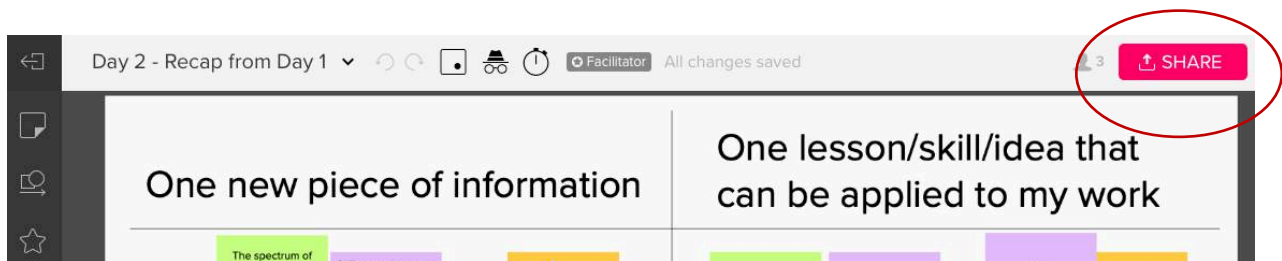 Day 2 - Recap from Day 1
Facilitator
All changes saved
3
SHARE
One new piece of information
One lesson/skill/idea that
can be applied to my work
The spectrum of